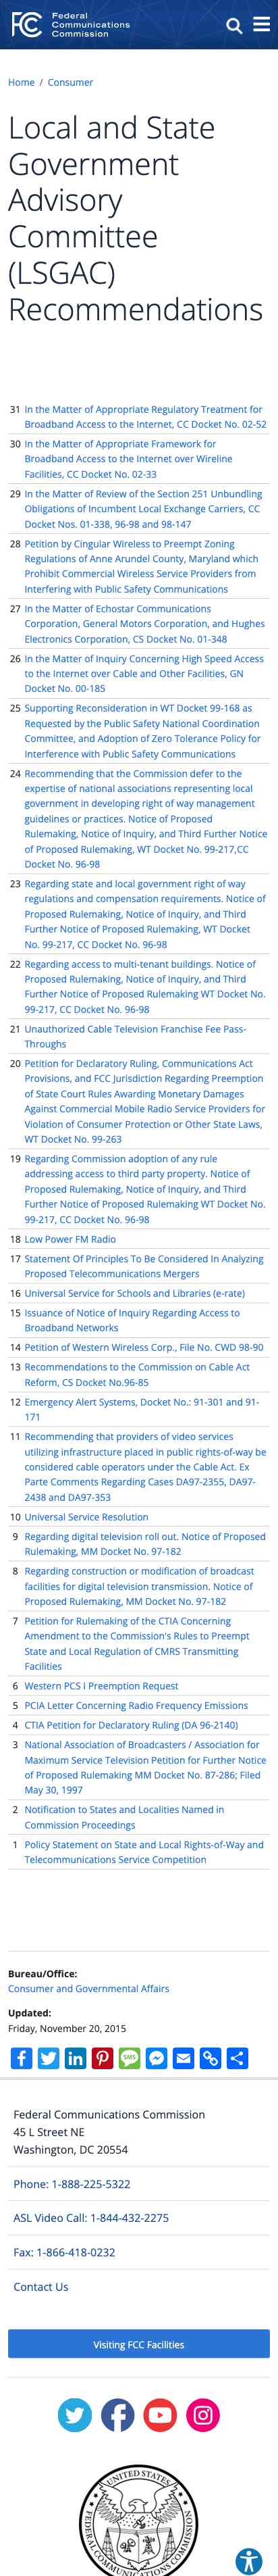 FCC Federal
Communications
Commission
Home / Consumer
Local and State
Government
Advisory
Committee
(LSGAC)
Recommendations
31 In the Matter of Appropriate Regulatory Treatment for
Broadband Access to the Internet, CC Docket No. 02-52
30 In the Matter of Appropriate Framework for
Broadband Access to the Internet over Wireline
Facilities, CC Docket No. 02-33
29 In the Matter of Review of the Section 251 Unbundling
Obligations of Incumbent Local Exchange Carriers, CC
Docket Nos. 01-338, 96-98 and 98-147
28 Petition by Cingular Wireless to Preempt Zoning
Regulations of Anne Arundel County, Maryland which
Prohibit Commercial Wireless Service Providers from
Interfering with Public Safety Communications
27 In the Matter of Echostar Communications
Corporation, General Motors Corporation, and Hughes
Electronics Corporation, CS Docket No. 01-348
26 In the Matter of Inquiry Concerning High Speed Access
to the Internet over Cable and Other Facilities, GN
Docket No. 00-185
25 Supporting Reconsideration in WT Docket 99-168 as
Requested by the Public Safety National Coordination
Committee, and Adoption of Zero Tolerance Policy for
Interference with Public Safety Communications
24 Recommending that the Commission defer to the
expertise of national associations representing local
government in developing right of way management
guidelines or practices. Notice of Proposed
Rulemaking, Notice of Inquiry, and Third Further Notice
of Proposed Rulemaking, WT Docket No. 99-217,CC
Docket No. 96-98
23 Regarding state and local government right of way
regulations and compensation requirements. Notice of
Proposed Rulemaking, Notice of Inquiry, and Third
Further Notice of Proposed Rulemaking, WT Docket
No. 99-217, CC Docket No. 96-98
22 Regarding access to multi-tenant buildings. Notice of
Proposed Rulemaking, Notice of Inquiry, and Third
Further Notice of Proposed Rulemaking WT Docket No.
99-217, CC Docket No. 96-98
21 Unauthorized Cable Television Franchise Fee Pass-
Throughs
20 Petition for Declaratory Ruling, Communications Act
Provisions, and FCC Jurisdiction Regarding Preemption
of State Court Rules Awarding Monetary Damages
Against Commercial Mobile Radio Service Providers for
Violation of Consumer Protection or Other State Laws,
WT Docket No. 99-263
19 Regarding Commission adoption of any rule
addressing access to third party property. Notice of
Proposed Rulemaking, Notice of Inquiry, and Third
Further Notice of Proposed Rulemaking WT Docket No.
99-217, CC Docket No. 96-98
18 Low Power FM Radio
17 Statement Of Principles To Be Considered In Analyzing
Proposed Telecommunications Mergers
16 Universal Service for Schools and Libraries (e-rate)
15 Issuance of Notice of Inquiry Regarding Access to
Broadband Networks
14 Petition of Western Wireless Corp., File No. CWD 98-90
13 Recommendations to the Commission on Cable Act
Reform, CS Docket No.96-85
12 Emergency Alert Systems, Docket No.: 91-301 and 91-
171
11 Recommending that providers of video services
utilizing infrastructure placed in public rights-of-way be
considered cable operators under the Cable Act. Ex
Parte Comments Regarding Cases DA97-2355, DA97-
2438 and DA97-353
10 Universal Service Resolution
9 Regarding digital television roll out. Notice of Proposed
Rulemaking, MM Docket No. 97-182
8 Regarding construction or modification of broadcast
facilities for digital television transmission. Notice of
Proposed Rulemaking, MM Docket No. 97-182
7 Petition for Rulemaking of the CTIA Concerning
Amendment to the Commission's Rules to Preempt
State and Local Regulation of CMRS Transmitting
Facilities
6 Western PCS I Preemption Request
5 PCIA Letter Concerning Radio Frequency Emissions
4 CTIA Petition for Declaratory Ruling (DA 96-2140)
3 National Association of Broadcasters / Association for
Maximum Service Television Petition for Further Notice
of Proposed Rulemaking MM Docket No. 87-286; Filed
May 30, 1997
2 Notification to States and Localities Named in
Commission Proceedings
1 Policy Statement on State and Local Rights-of-Way and
Telecommunications Service Competition
Bureau/Office:
Consumer and Governmental Affairs
Updated:
Friday, November 20, 2015
SMS
Federal Communications Commission
45 L Street NE
Washington, DC 20554
Phone: 1-888-225-5322
ASL Video Call: 1-844-432-2275
Fax: 1-866-418-0232
Contact Us
Visiting FCC Facilities
UNITED STATES
FEDERAL COMMUNICATIONS COMMISSION